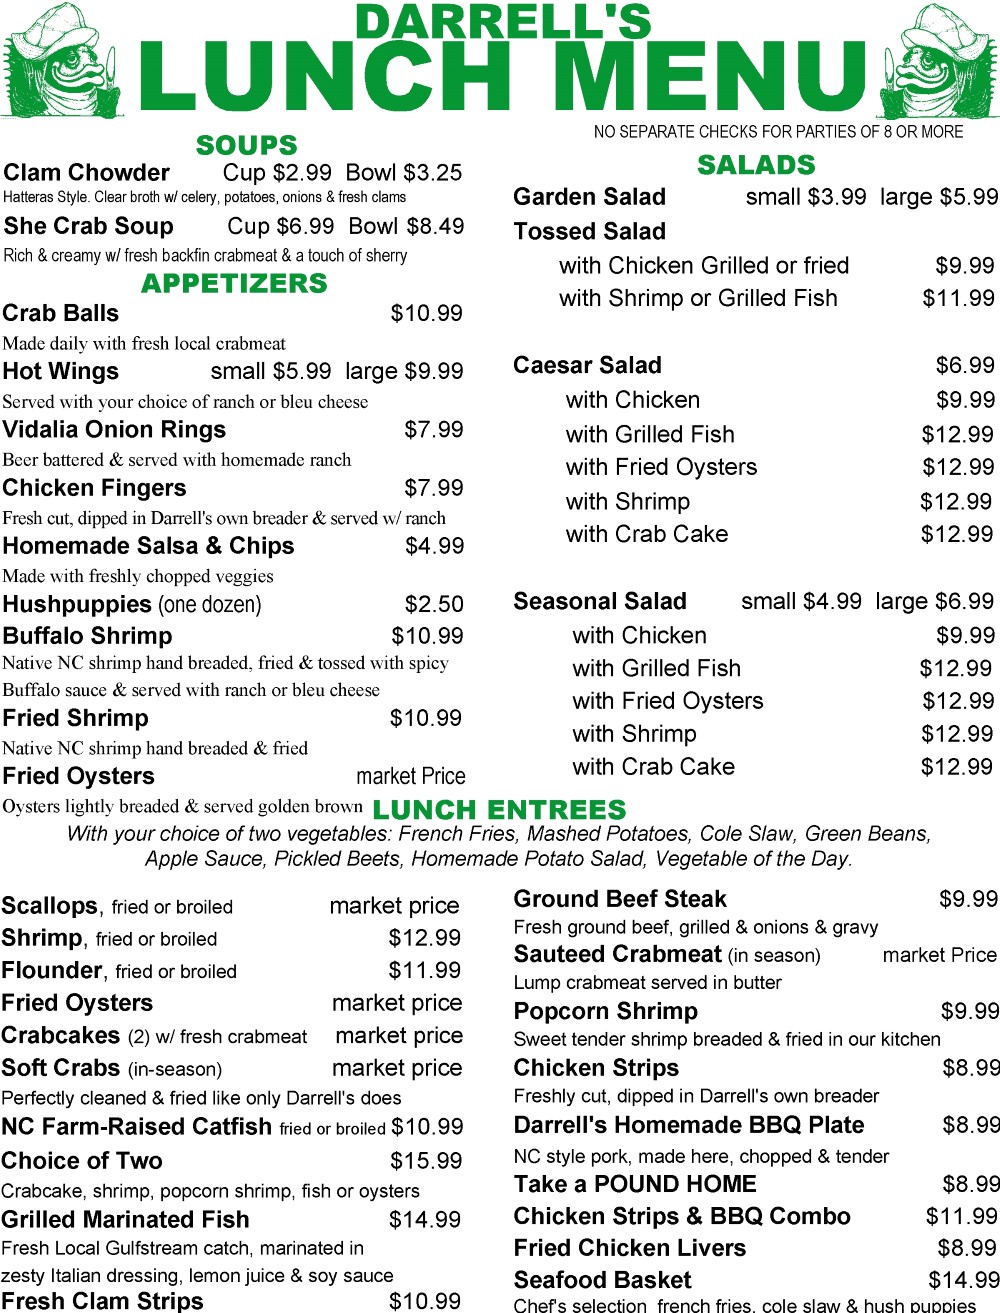 DARRELL'S
LUNCH MENU
NO SEPARATE CHECKS FOR PARTIES OF 8 OR MORE
SOUPS
Clam Chowder Cup $2.99 Bowl $3.25
Hatteras Style. Clear broth w/ celery, potatoes, onions & fresh clams
She Crab Soup Cup $6.99 Bowl $8.49
Rich & creamy w/ fresh backfin crabmeat & a touch of sherry
APPETIZERS
Crab Balls $10.99
Made daily with fresh local crabmeat
Hot Wings small $5.99 large $9.99
Served with your choice of ranch or bleu cheese
Vidalia Onion Rings $7.99
Beer battered & served with homemade ranch
Chicken Fingers $7.99
Fresh cut, dipped in Darrell's own breader & served w/ ranch
Homemade Salsa & Chips $4.99
Made with freshly chopped veggies
Hushpuppies (one dozen) $2.50
Buffalo Shrimp $10.99
Native NC shrimp hand breaded, fried & tossed with spicy
Buffalo sauce & served with ranch or bleu cheese
Fried Shrimp $10.99
Native NC shrimp hand breaded & fried
Fried Oysters market Price
Oysters lightly breaded & served golden brown
SALADS
Garden Salad small $3.99 large $5.99
Tossed Salad
with Chicken Grilled or fried $9.99
with Shrimp or Grilled Fish $11.99
Caesar Salad $6.99
with Chicken $9.99
with Grilled Fish $12.99
with Fried Oysters $12.99
with Shrimp $12.99
with Crab Cake $12.99
Seasonal Salad small $4.99 large $6.99
with Chicken $9.99
with Grilled Fish $12.99
with Fried Oysters $12.99
with Shrimp $12.99
with Crab Cake $12.99
LUNCH ENTREES
With your choice of two vegetables: French Fries, Mashed Potatoes, Cole Slaw, Green Beans,
Apple Sauce, Pickled Beets, Homemade Potato Salad, Vegetable of the Day.
Scallops, fried or broiled market price
Shrimp, fried or broiled $12.99
Flounder, fried or broiled $11.99
Fried Oysters market price
Crabcakes (2) w/ fresh crabmeat market price
Soft Crabs (in-season) market price
Perfectly cleaned & fried like only Darrell's does
NC Farm-Raised Catfish fried or broiled $10.99
Choice of Two $15.99
Crabcake, shrimp, popcorn shrimp, fish or oysters
Grilled Marinated Fish $14.99
Fresh Local Gulfstream catch, marinated in
zesty Italian dressing, lemon juice & soy sauce
Fresh Clam Strips $10.99
Ground Beef Steak $9.99
Fresh ground beef, grilled & onions & gravy
Sauteed Crabmeat (in season) market Price
Lump crabmeat served in butter
Popcorn Shrimp $9.99
Sweet tender shrimp breaded & fried in our kitchen
Chicken Strips $8.99
Freshly cut, dipped in Darrell's own breader
Darrell's Homemade BBQ Plate $8.99
NC style pork, made here, chopped & tender
Take a POUND HOME $8.99
Chicken Strips & BBQ Combo $11.99
Fried Chicken Livers $8.99
Seafood Basket $14.99
Chef's selection french fries, cole slaw & hush puppies